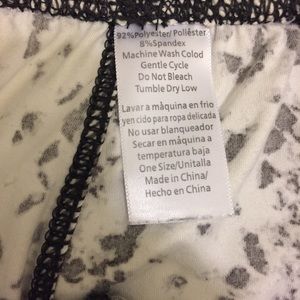 92%Polyester/ Poliéster
8%Spandex
Machine Wash Colod
Gentle Cycle
Do Not Bleach
Tumble Dry Low
Lavar a màquina en frio
yen cido para ropa delicada
No usar blanqueador
Secar en màquina a
temperatura baja
One Size/Unitalla
Made in China/
Hecho en China